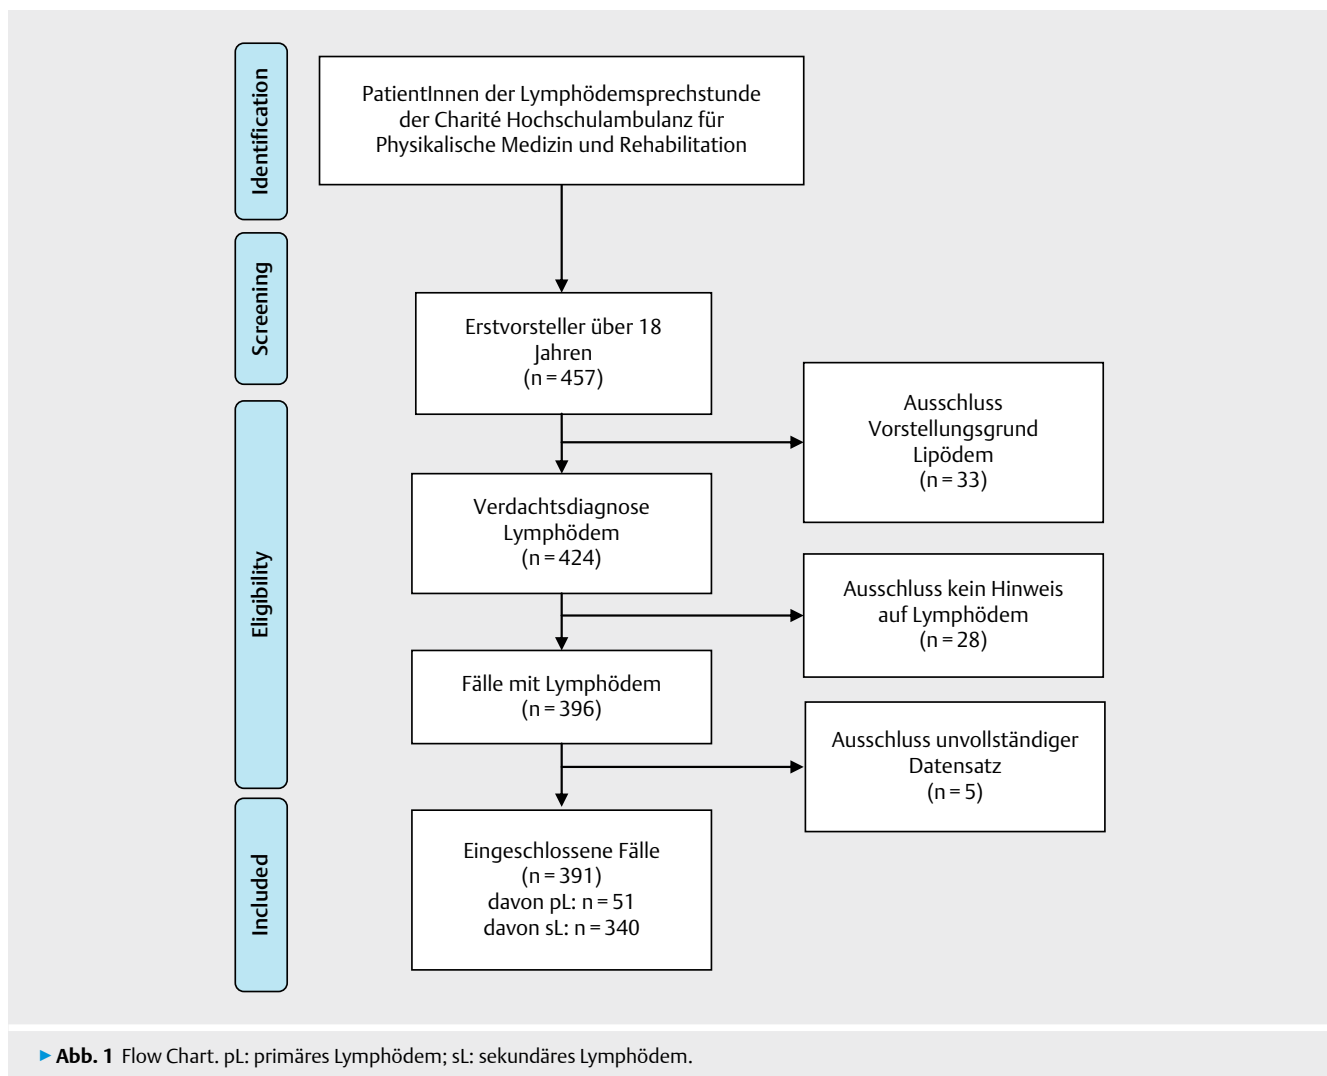 Identification
PatientInnen der Lymphödemsprechstunde
der Charité Hochschulambulanz für
Physikalische Medizin und Rehabilitation
Screening
Erstvorsteller über 18
Jahren
(n = 457)
Ausschluss
Vorstellungsgrund
Lipödem
(n = 33)
Eligibility
Verdachtsdiagnose
Lymphödem
(n = 424)
Ausschluss kein Hinweis
auf Lymphödem
(n = 28)
Fälle mit Lymphödem
(n = 396)
Ausschluss unvollständiger
Datensatz
(n = 5)
Included
Eingeschlossene Fälle
(n = 391)
davon pL: n = 51
davon sL: n = 340
► Abb. 1 Flow Chart. pL: primäres Lymphödem; sL: sekundäres Lymphödem.